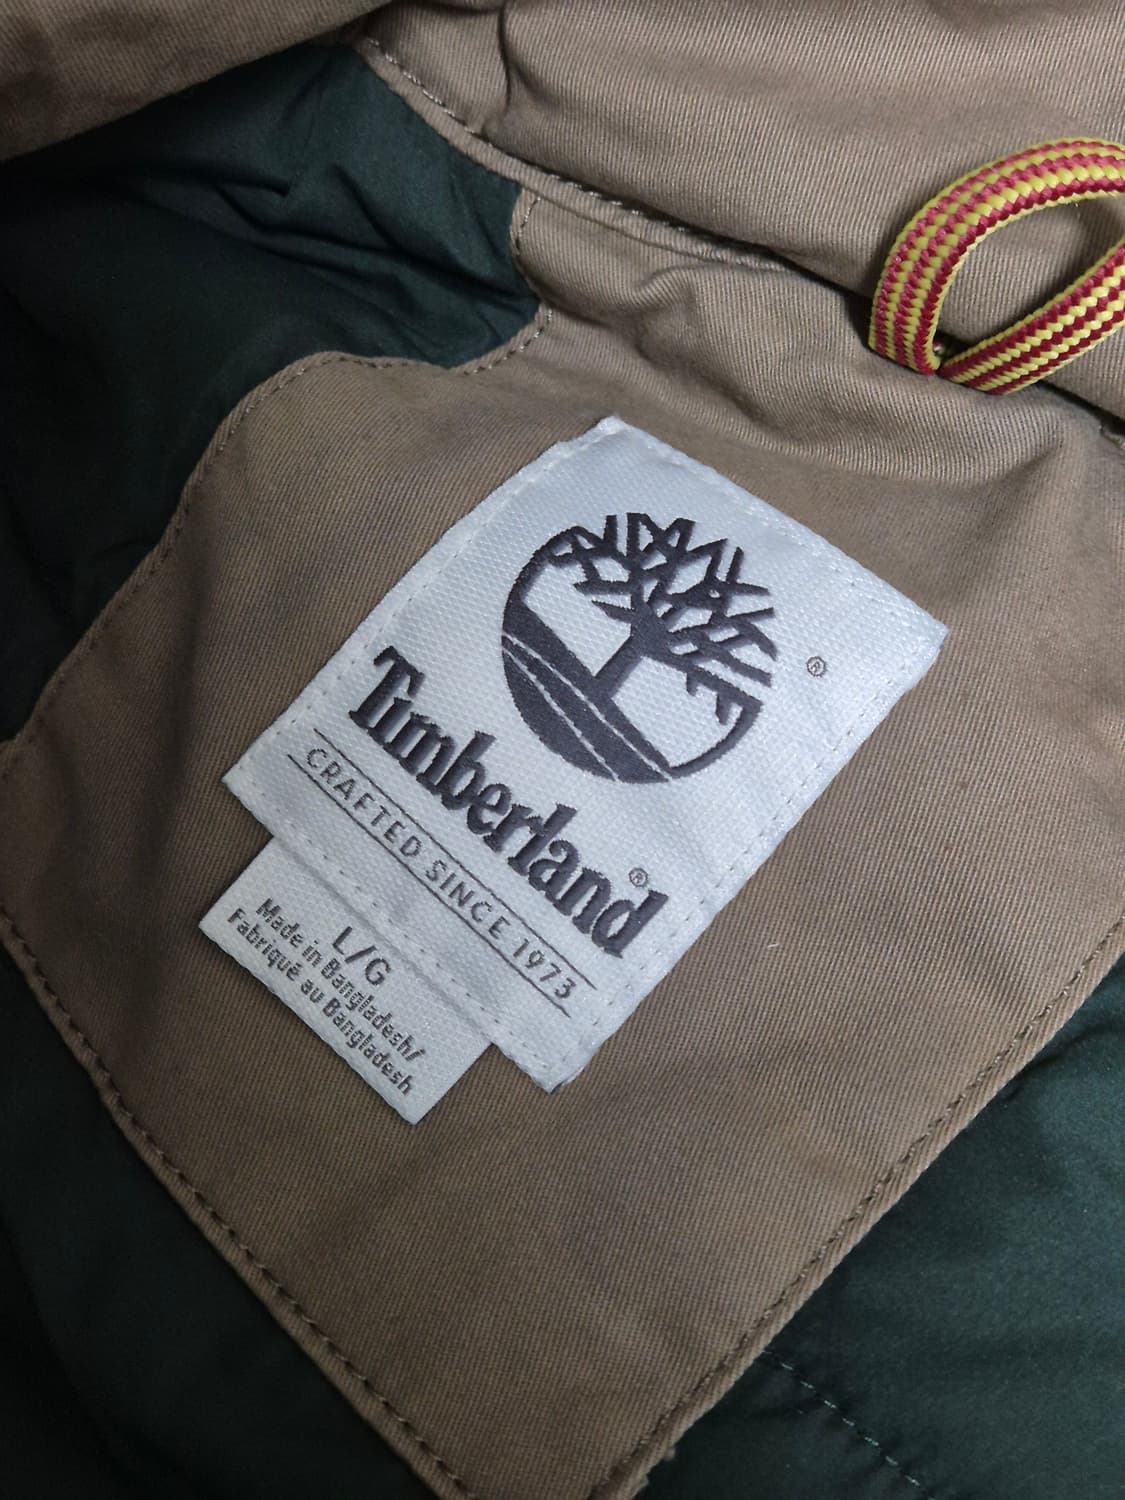 ®
Timberland®
CRAFTED SINCE 1973
L/G
Made in Bangladesh/
Fabriqué au Bangladesh